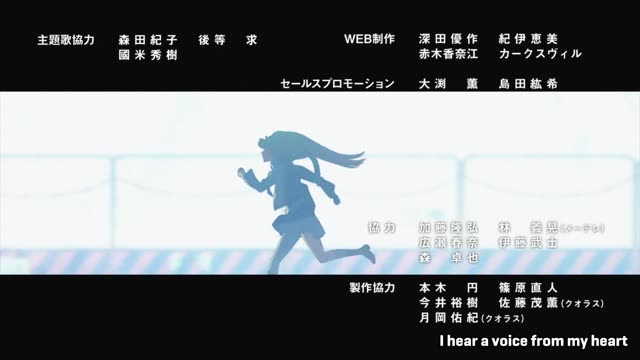 主題歌協力 森田紀子 後等 求
國米秀樹
WEB制作 深田優作 紀伊恵美
赤木香奈江 カークスヴィル
セールスプロモーション 大渕 薫 島田紘希
協力 加藤隆弘 林 義晃(メ〜テレ)
広瀬春奈 伊藤武士
森 卓也
製作協力 本木 円 篠原直人
今井裕樹 佐藤茂薫(クオラス)
月岡佑紀(クオラス)
I hear a voice from my heart